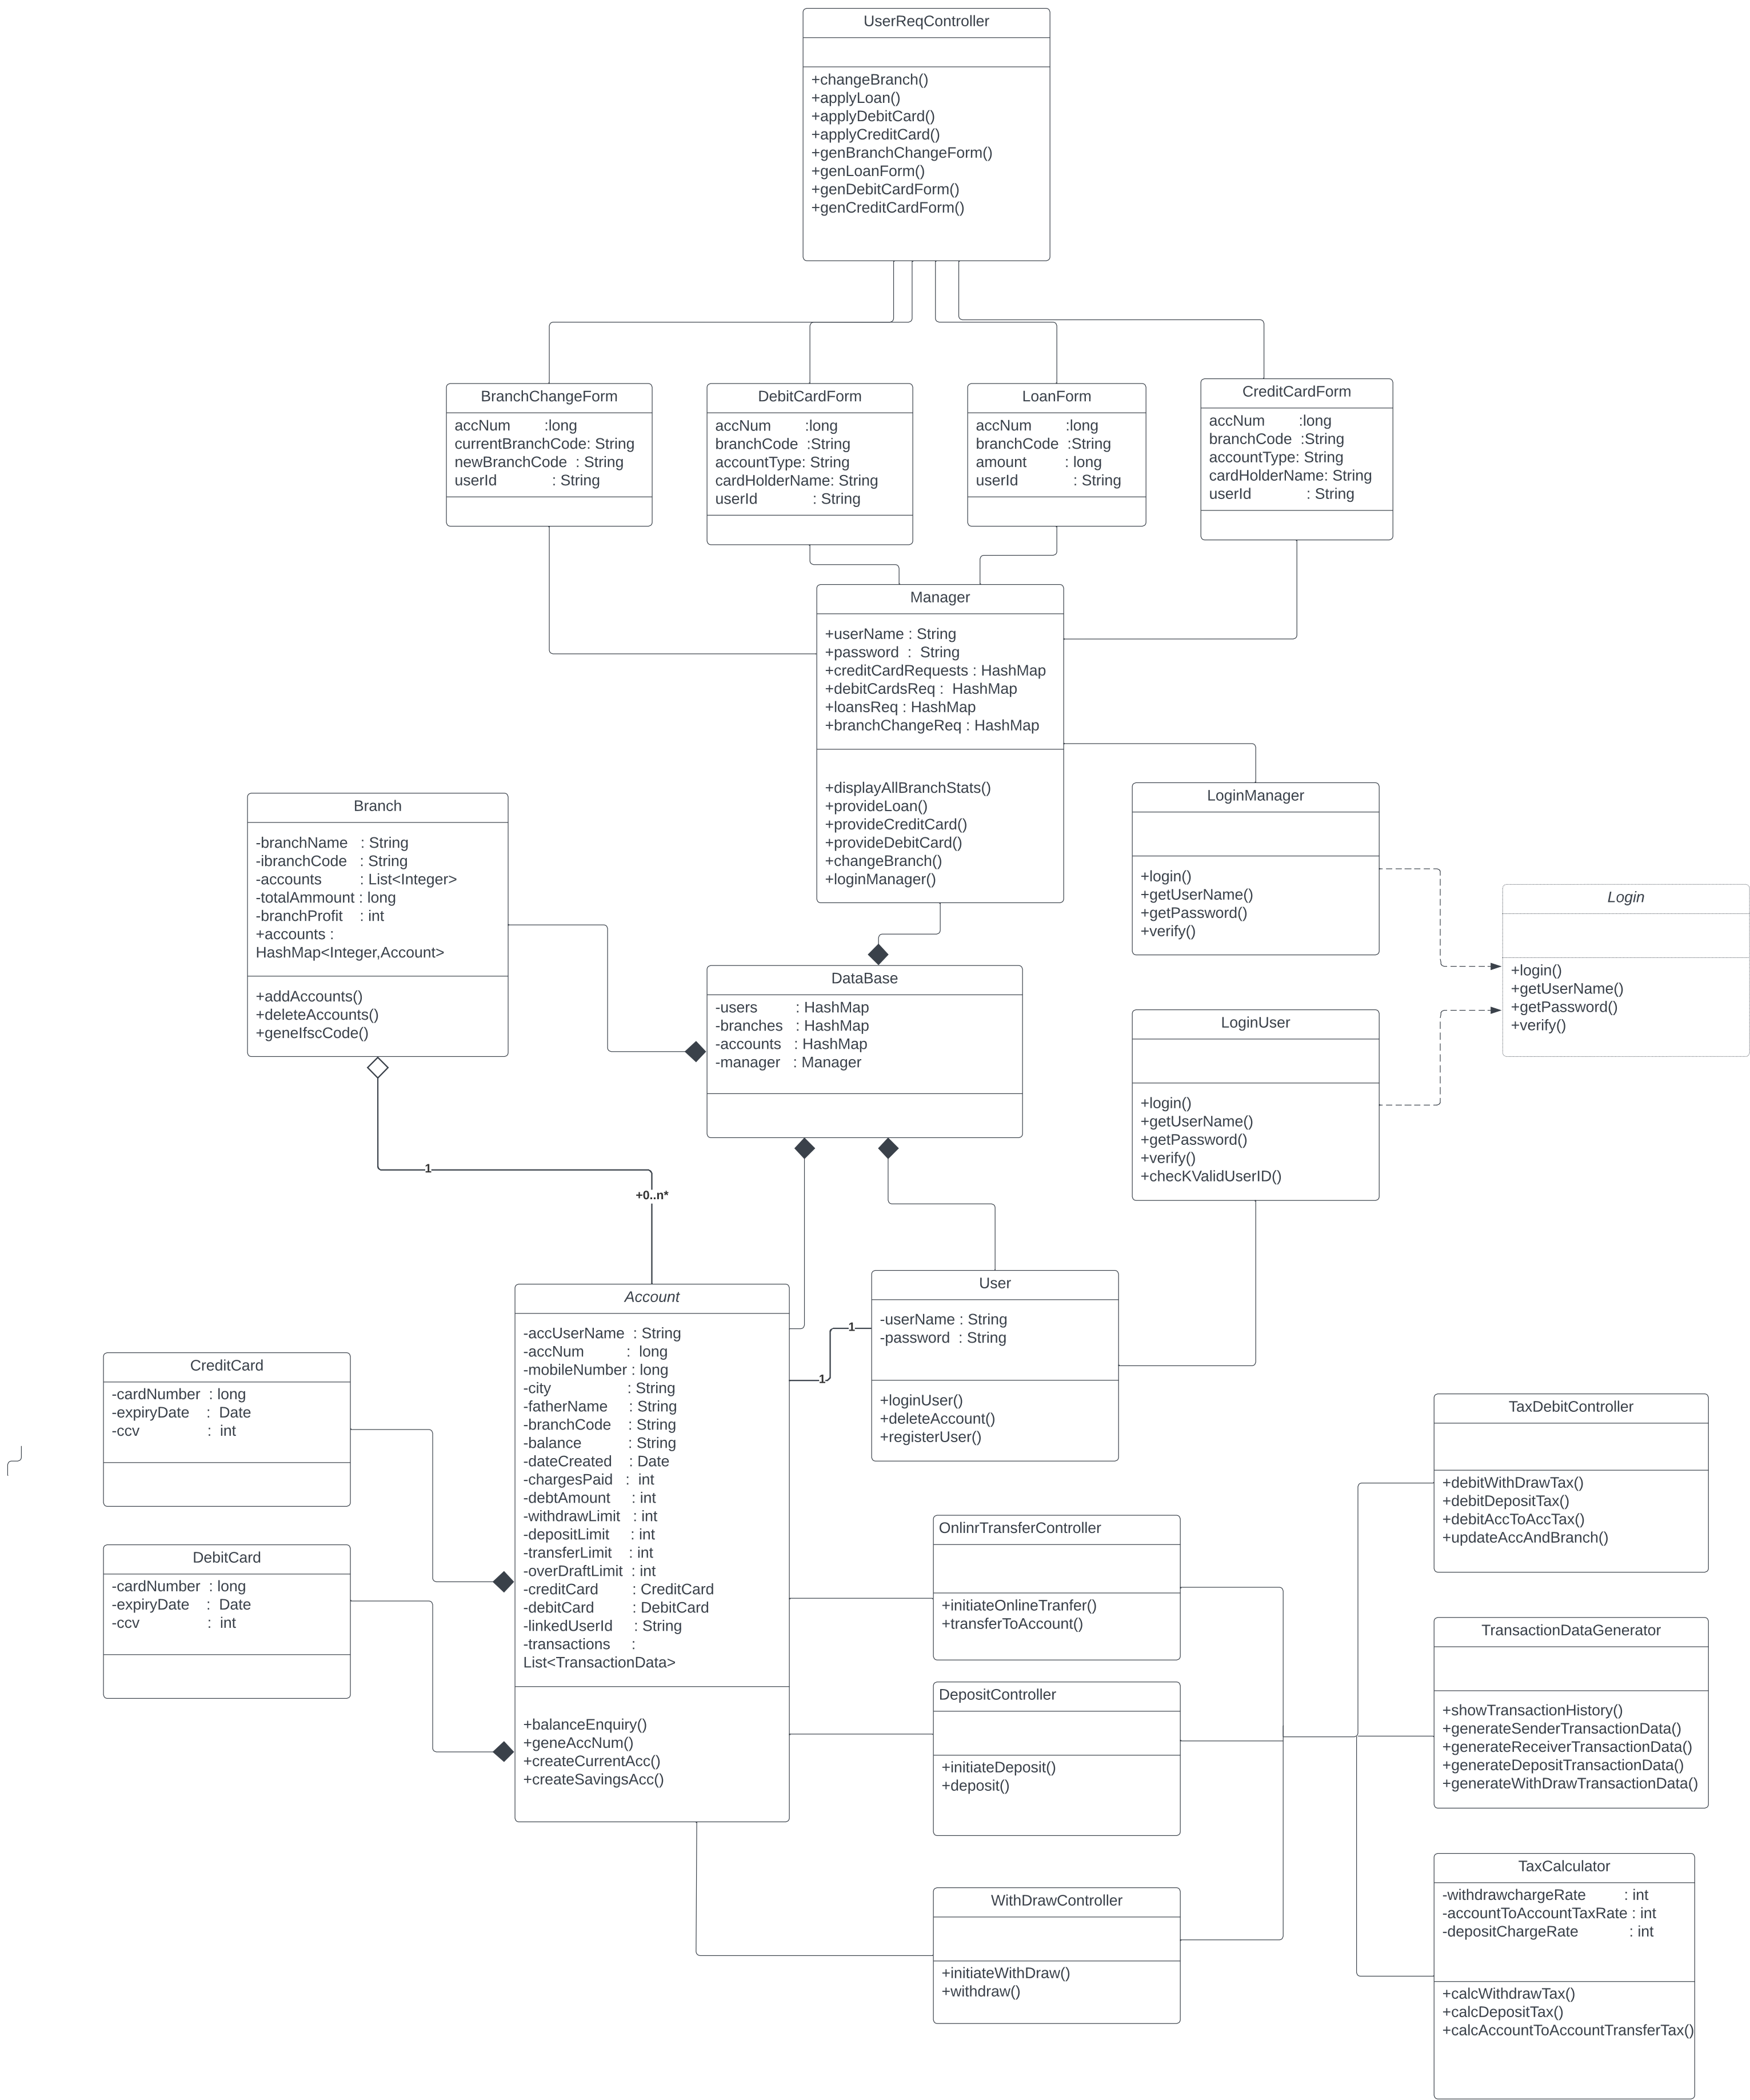 UserReqController
+changeBranch()
+applyLoan()
+applyDebitCard()
+applyCreditCard()
+genBranchChangeForm()
+genLoanForm()
+genDebitCardForm()
+genCreditCardForm()
BranchChangeForm
accNum :long
currentBranchCode: String
newBranchCode : String
userId : String
DebitCardForm
accNum :long
branchCode :String
accountType: String
cardHolderName: String
userId : String
LoanForm
accNum :long
branchCode :String
amount : long
userId : String
CreditCardForm
accNum :long
branchCode :String
accountType: String
cardHolderName: String
userId : String
Manager
+userName : String
+password : String
+creditCardRequests : HashMap
+debitCardsReq : HashMap
+loansReq : HashMap
+branchChangeReq : HashMap
+displayAllBranchStats()
+provideLoan()
+provideCreditCard()
+provideDebitCard()
+changeBranch()
+loginManager()
Branch
-branchName : String
-ibranchCode : String
-accounts : List<Integer>
-totalAmmount : long
-branchProfit : int
+accounts :
HashMap<Integer,Account>
+addAccounts()
+deleteAccounts()
+geneIfscCode()
LoginManager
+login()
+getUserName()
+getPassword()
+verify()
Login
+login()
+getUserName()
+getPassword()
+verify()
DataBase
-users : HashMap
-branches : HashMap
-accounts : HashMap
-manager : Manager
LoginUser
+login()
+getUserName()
+getPassword()
+verify()
+checKValidUserID()
1
+0..n*
Account
-accUserName : String
-accNum : long
-mobileNumber : long
-city : String
-fatherName : String
-branchCode : String
-balance : String
-dateCreated : Date
-chargesPaid : int
-debtAmount : int
-withdrawLimit : int
-depositLimit : int
-transferLimit : int
-overDraftLimit : int
-creditCard : CreditCard
-debitCard : DebitCard
-linkedUserId : String
-transactions :
List<TransactionData>
+balanceEnquiry()
+geneAccNum()
+createCurrentAcc()
+createSavingsAcc()
1
1
User
-userName : String
-password : String
+loginUser()
+deleteAccount()
+registerUser()
CreditCard
-cardNumber : long
-expiryDate : Date
-ccv : int
DebitCard
-cardNumber : long
-expiryDate : Date
-ccv : int
OnlinrTransferController
+initiateOnlineTranfer()
+transferToAccount()
DepositController
+initiateDeposit()
+deposit()
WithDrawController
+initiateWithDraw()
+withdraw()
TaxDebitController
+debitWithDrawTax()
+debitDepositTax()
+debitAccToAccTax()
+updateAccAndBranch()
TransactionDataGenerator
+showTransactionHistory()
+generateSenderTransactionData()
+generateReceiverTransactionData()
+generateDepositTransactionData()
+generateWithDrawTransactionData()
TaxCalculator
-withdrawchargeRate : int
-accountToAccountTaxRate : int
-depositChargeRate : int
+calcWithdrawTax()
+calcDepositTax()
+calcAccountToAccountTransferTax()